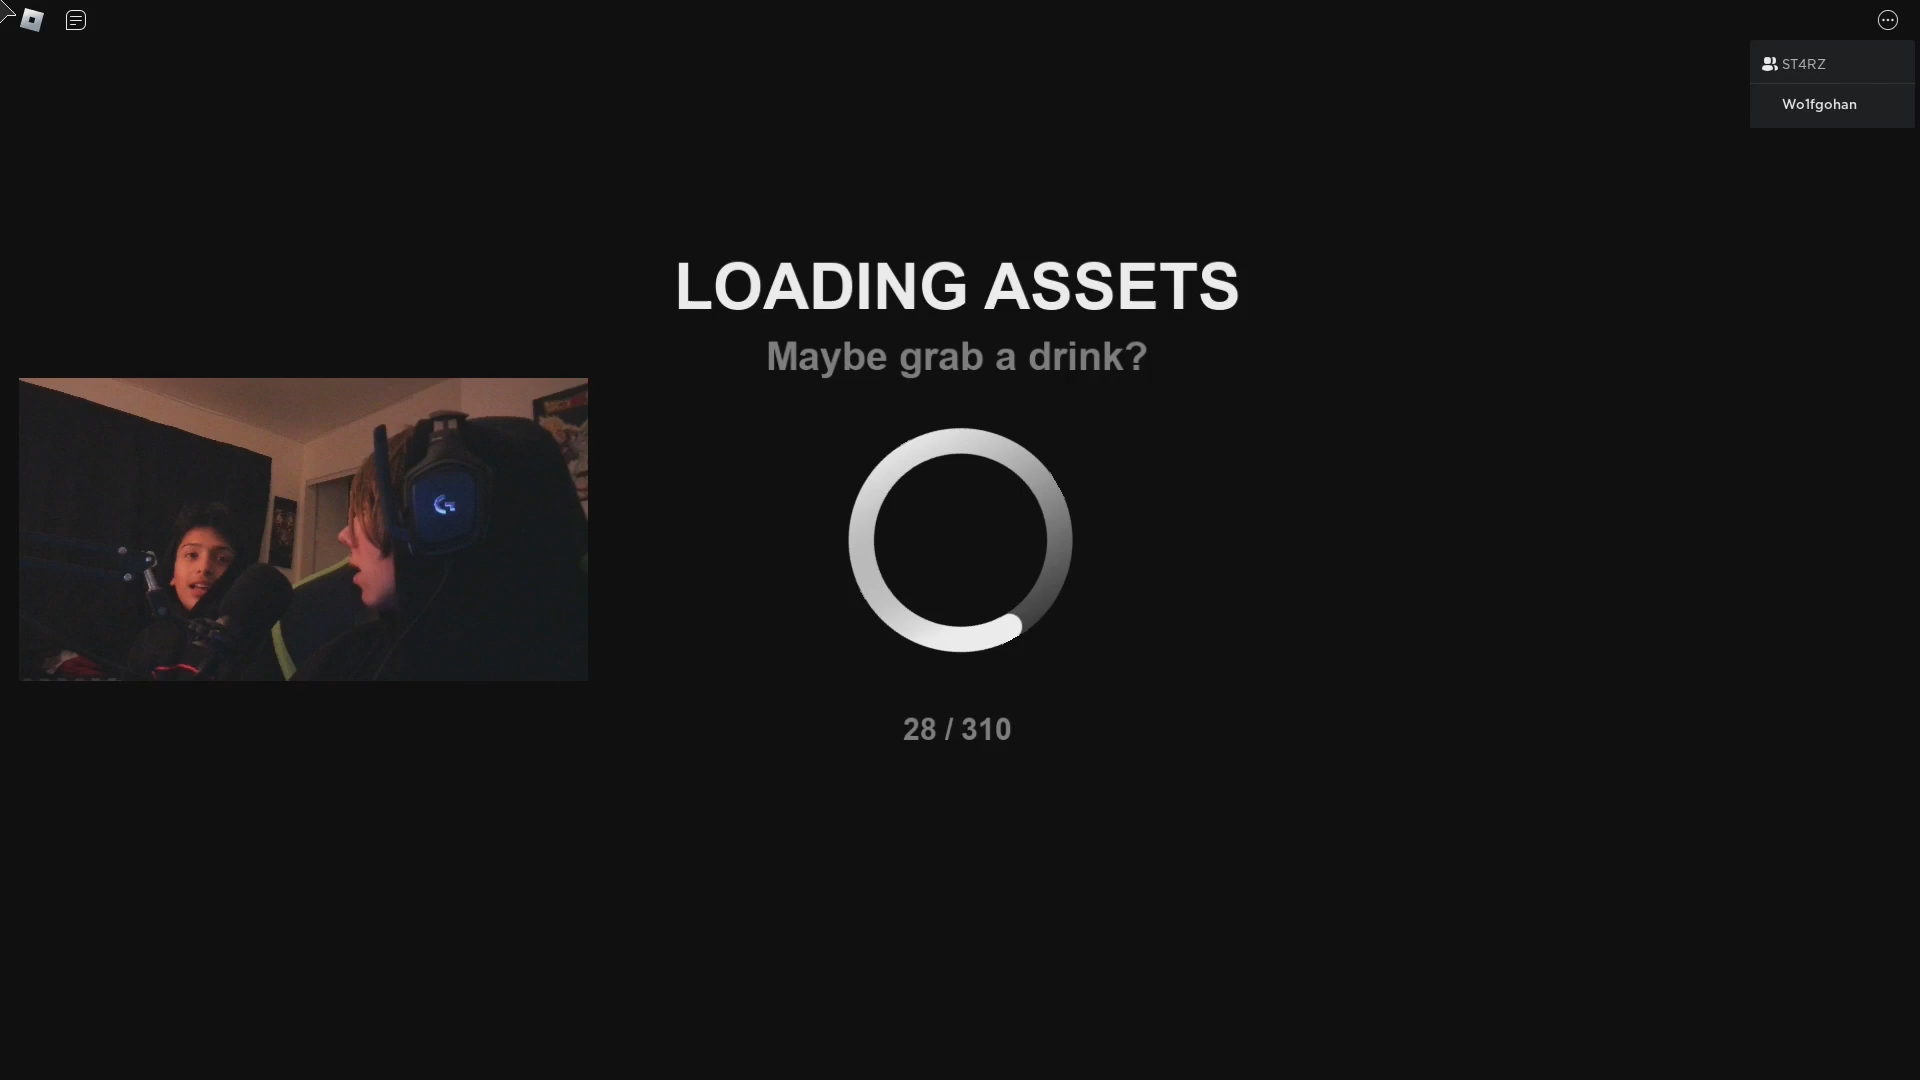 ST4RZ
Wo1fgohan
LOADING ASSETS
Maybe grab a drink?
28 / 310